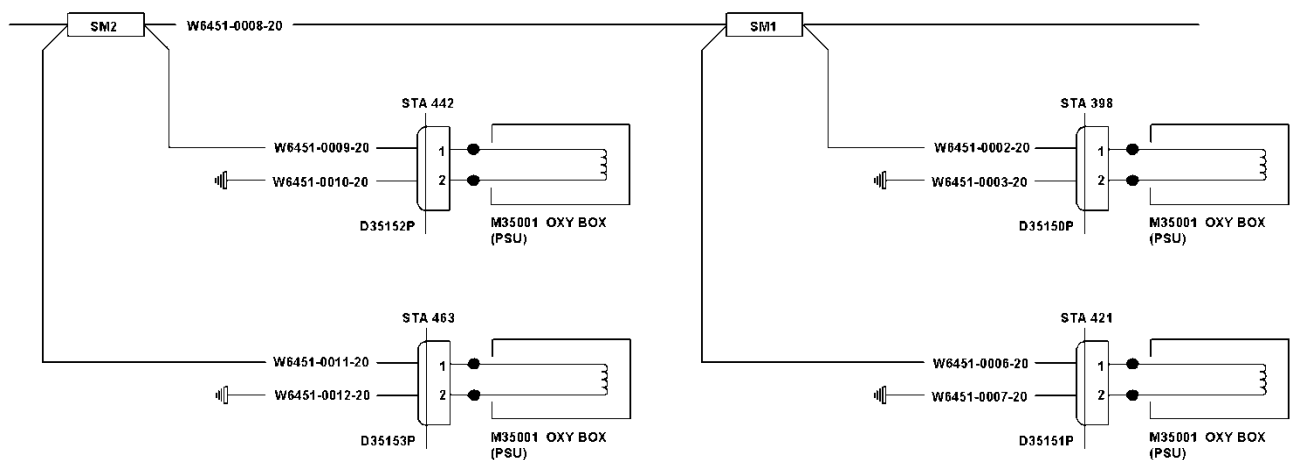 SM2
W6451-0008-20
SM1
STA 442
W6451-0009-20
1
W6451-0010-20
2
D35152P
M35001 OXY BOX
(PSU)
STA 398
W6451-0002-20
1
W6451-0003-20
2
D35150P
M35001 OXY BOX
(PSU)
STA 463
W6451-0011-20
1
W6451-0012-20
2
D35153P
M35001 OXY BOX
(PSU)
STA 421
W6451-0006-20
1
W6451-0007-20
2
D35151P
M35001 OXY BOX
(PSU)